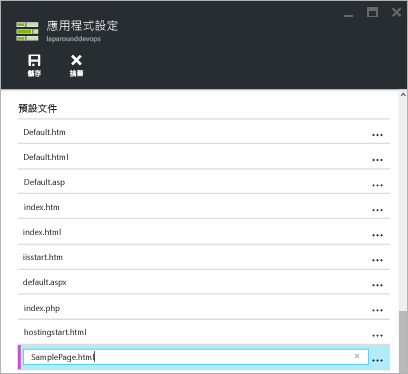 應用程式設定
laparounddevops
儲存
捨棄
預設文件
Default.htm
Default.html
Default.asp
index.htm
index.html
iisstart.htm
default.aspx
index.php
hostingstart.html
SamplePage.html